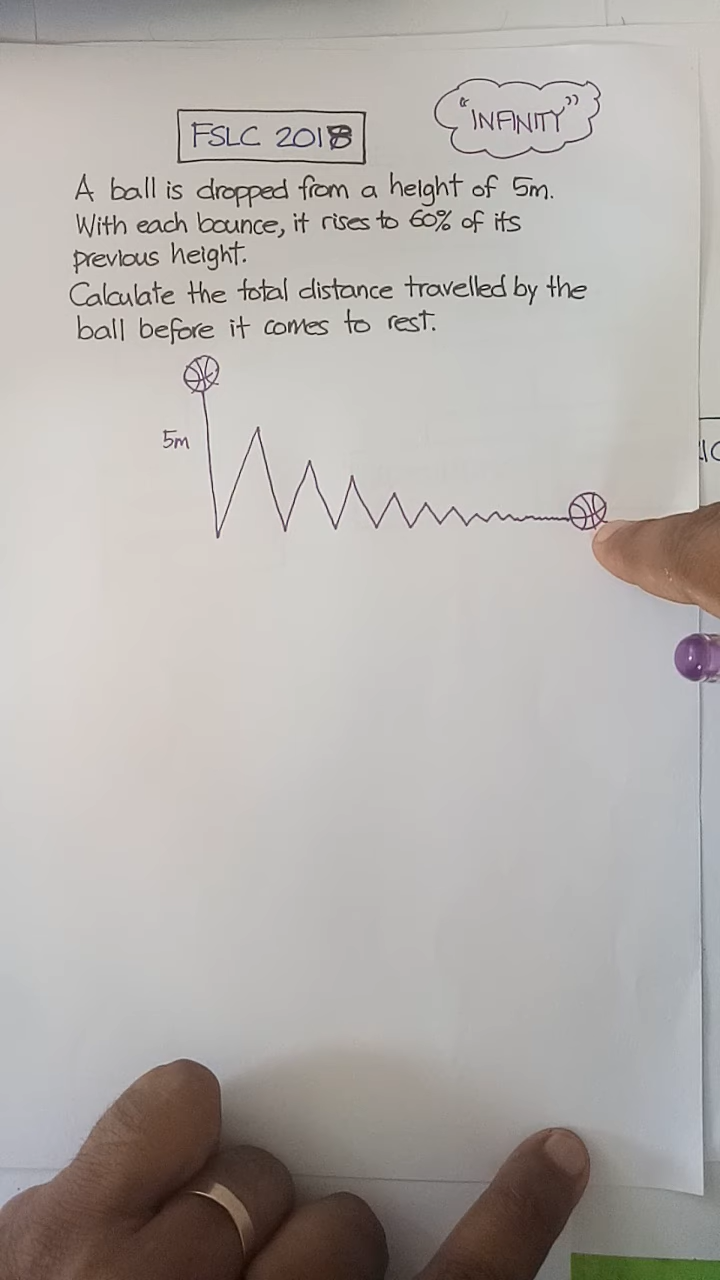 FSLC 2018
"INFINITY"
A ball is dropped from a height of 5m.
With each bounce, it rises to 60% of its
previous height.
Calculate the total distance travelled by the
ball before it comes to rest.
5m